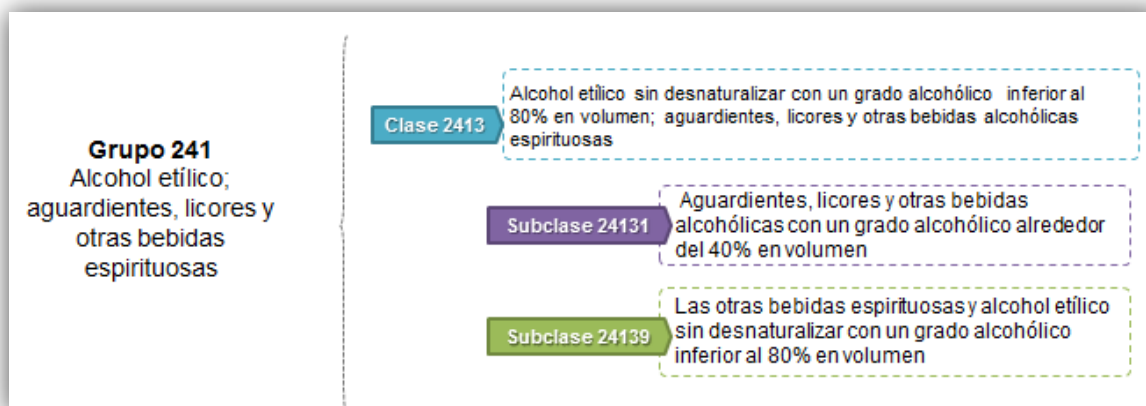 Grupo 241
Alcohol etílico;
aguardientes, licores y
otras bebidas
espirituosas
Clase 2413
Alcohol etílico sin desnaturalizar con un grado alcohólico inferior al
80% en volumen; aguardientes, licores y otras bebidas alcohólicas
espirituosas
Subclase 24131
Aguardientes, licores y otras bebidas
alcohólicas con un grado alcohólico alrededor
del 40% en volumen
Subclase 24139
Las otras bebidas espirituosas y alcohol etílico
sin desnaturalizar con un grado alcohólico
inferior al 80% en volumen